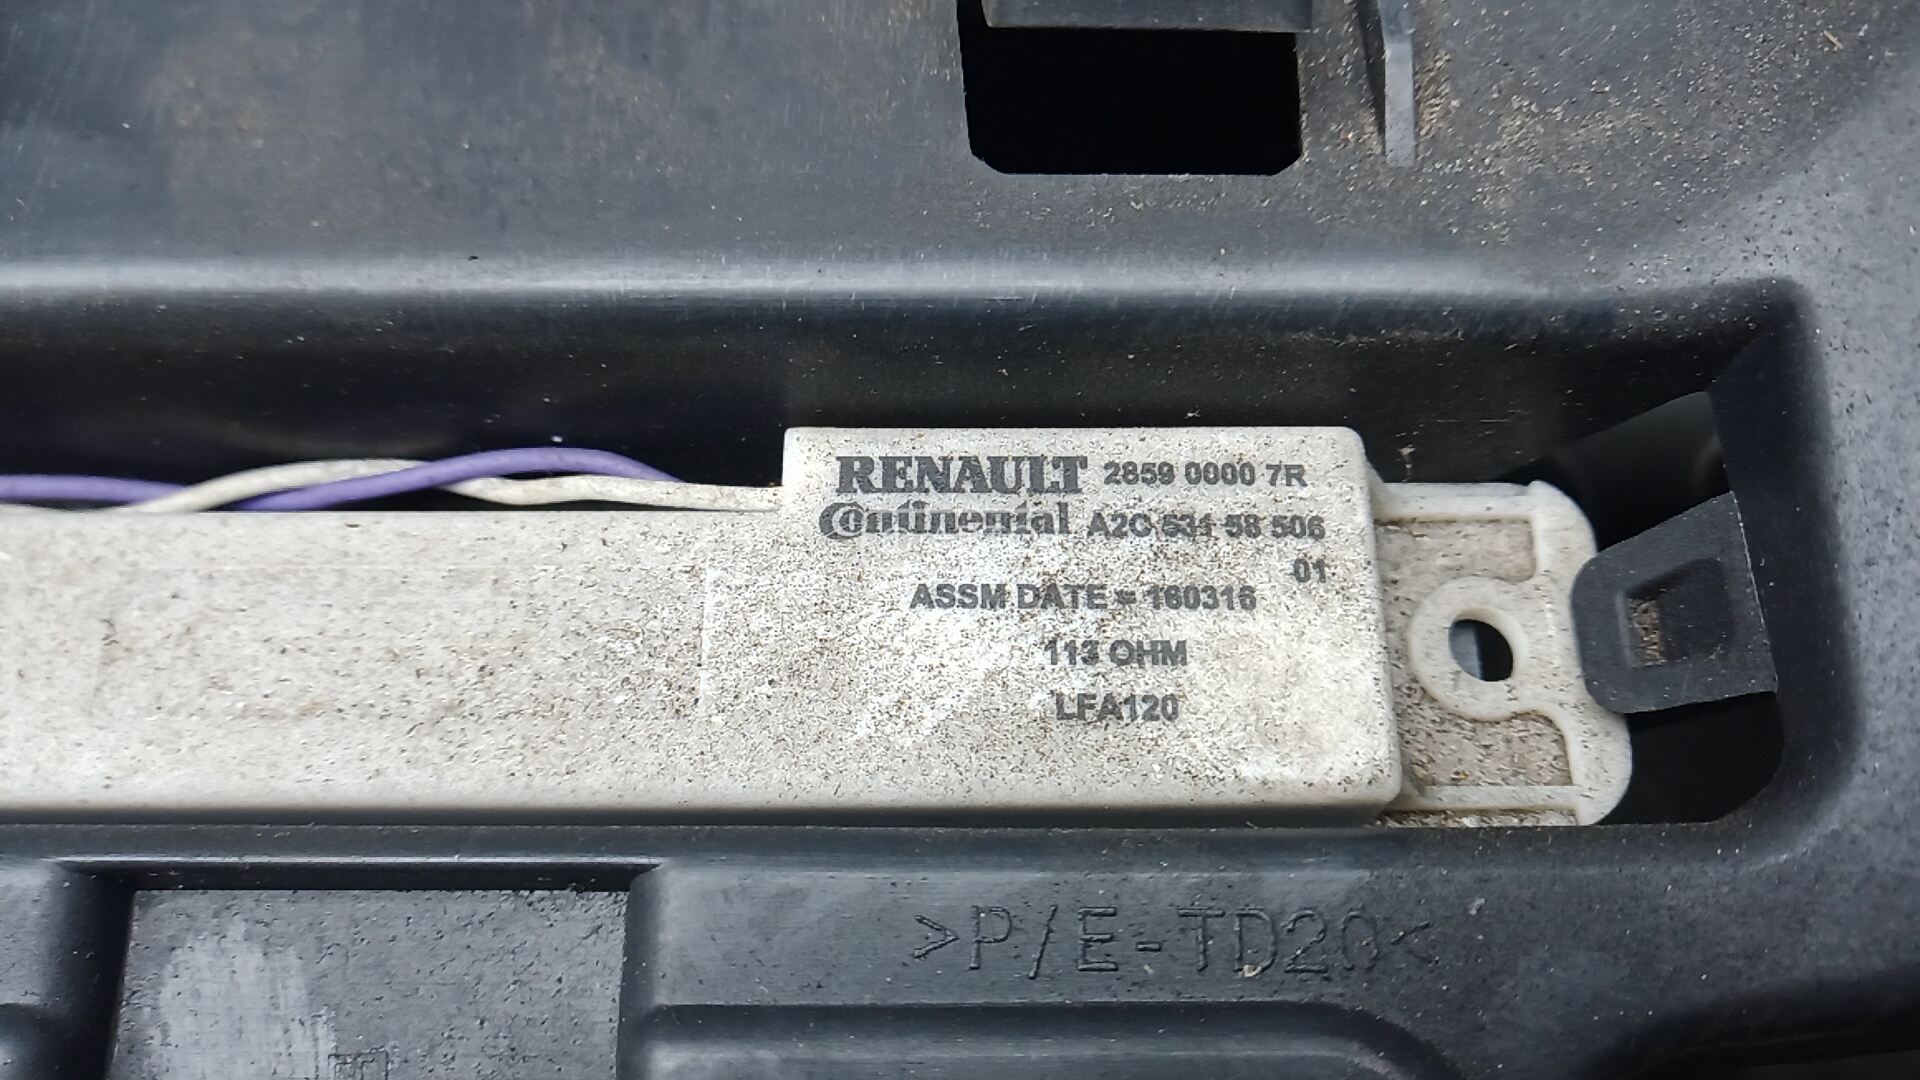 RENAULT 2859 0000 7R
Continental A2C 531 58 506
01
ASSM DATE = 160316
113 OHM
LFA120
>P/E-TD20<